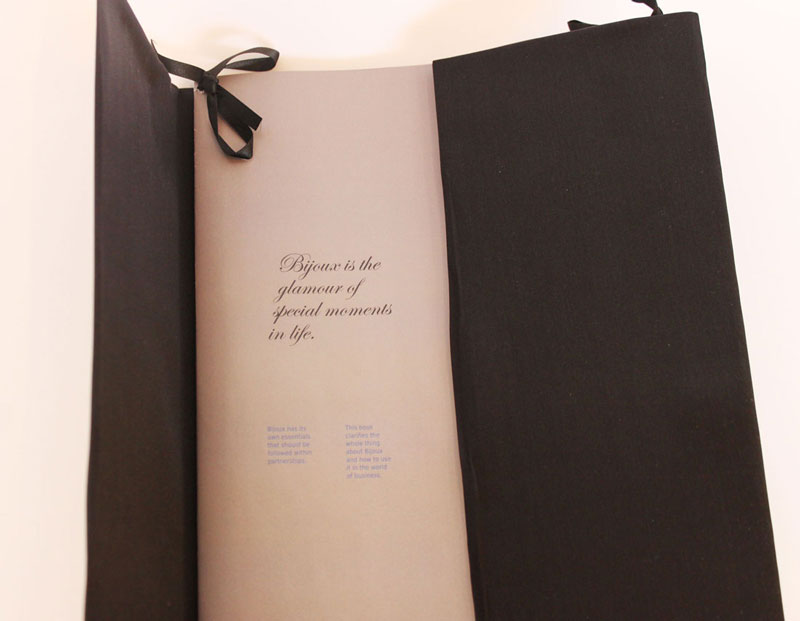 Bijoux is the
glamour of
special moments
in life.
Bijoux has its
own essentials
that should be
followed within
partnerships.
This book
clarifies the
whole thing
about Bijoux
and how to use
it in the world
of business.